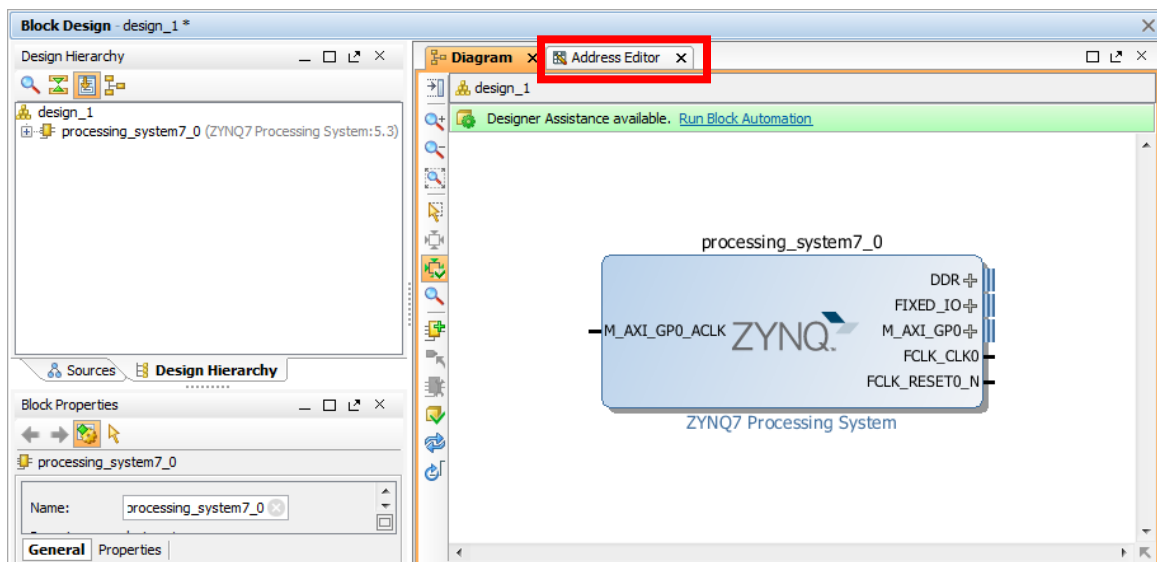 Block Design - design_1 *
Design Hierarchy
design_1
processing_system7_0 (ZYNQ7 Processing System:5.3)
Sources
Design Hierarchy
Block Properties
processing_system7_0
Name:
processing_system7_0
General
Properties
Diagram
Address Editor
design_1
Designer Assistance available. Run Block Automation
processing_system7_0
DDR
FIXED_IO
M_AXI_GP0_ACLK
ZYNQ
M_AXI_GP0
FCLK_CLK0
FCLK_RESET0_N
ZYNQ7 Processing System